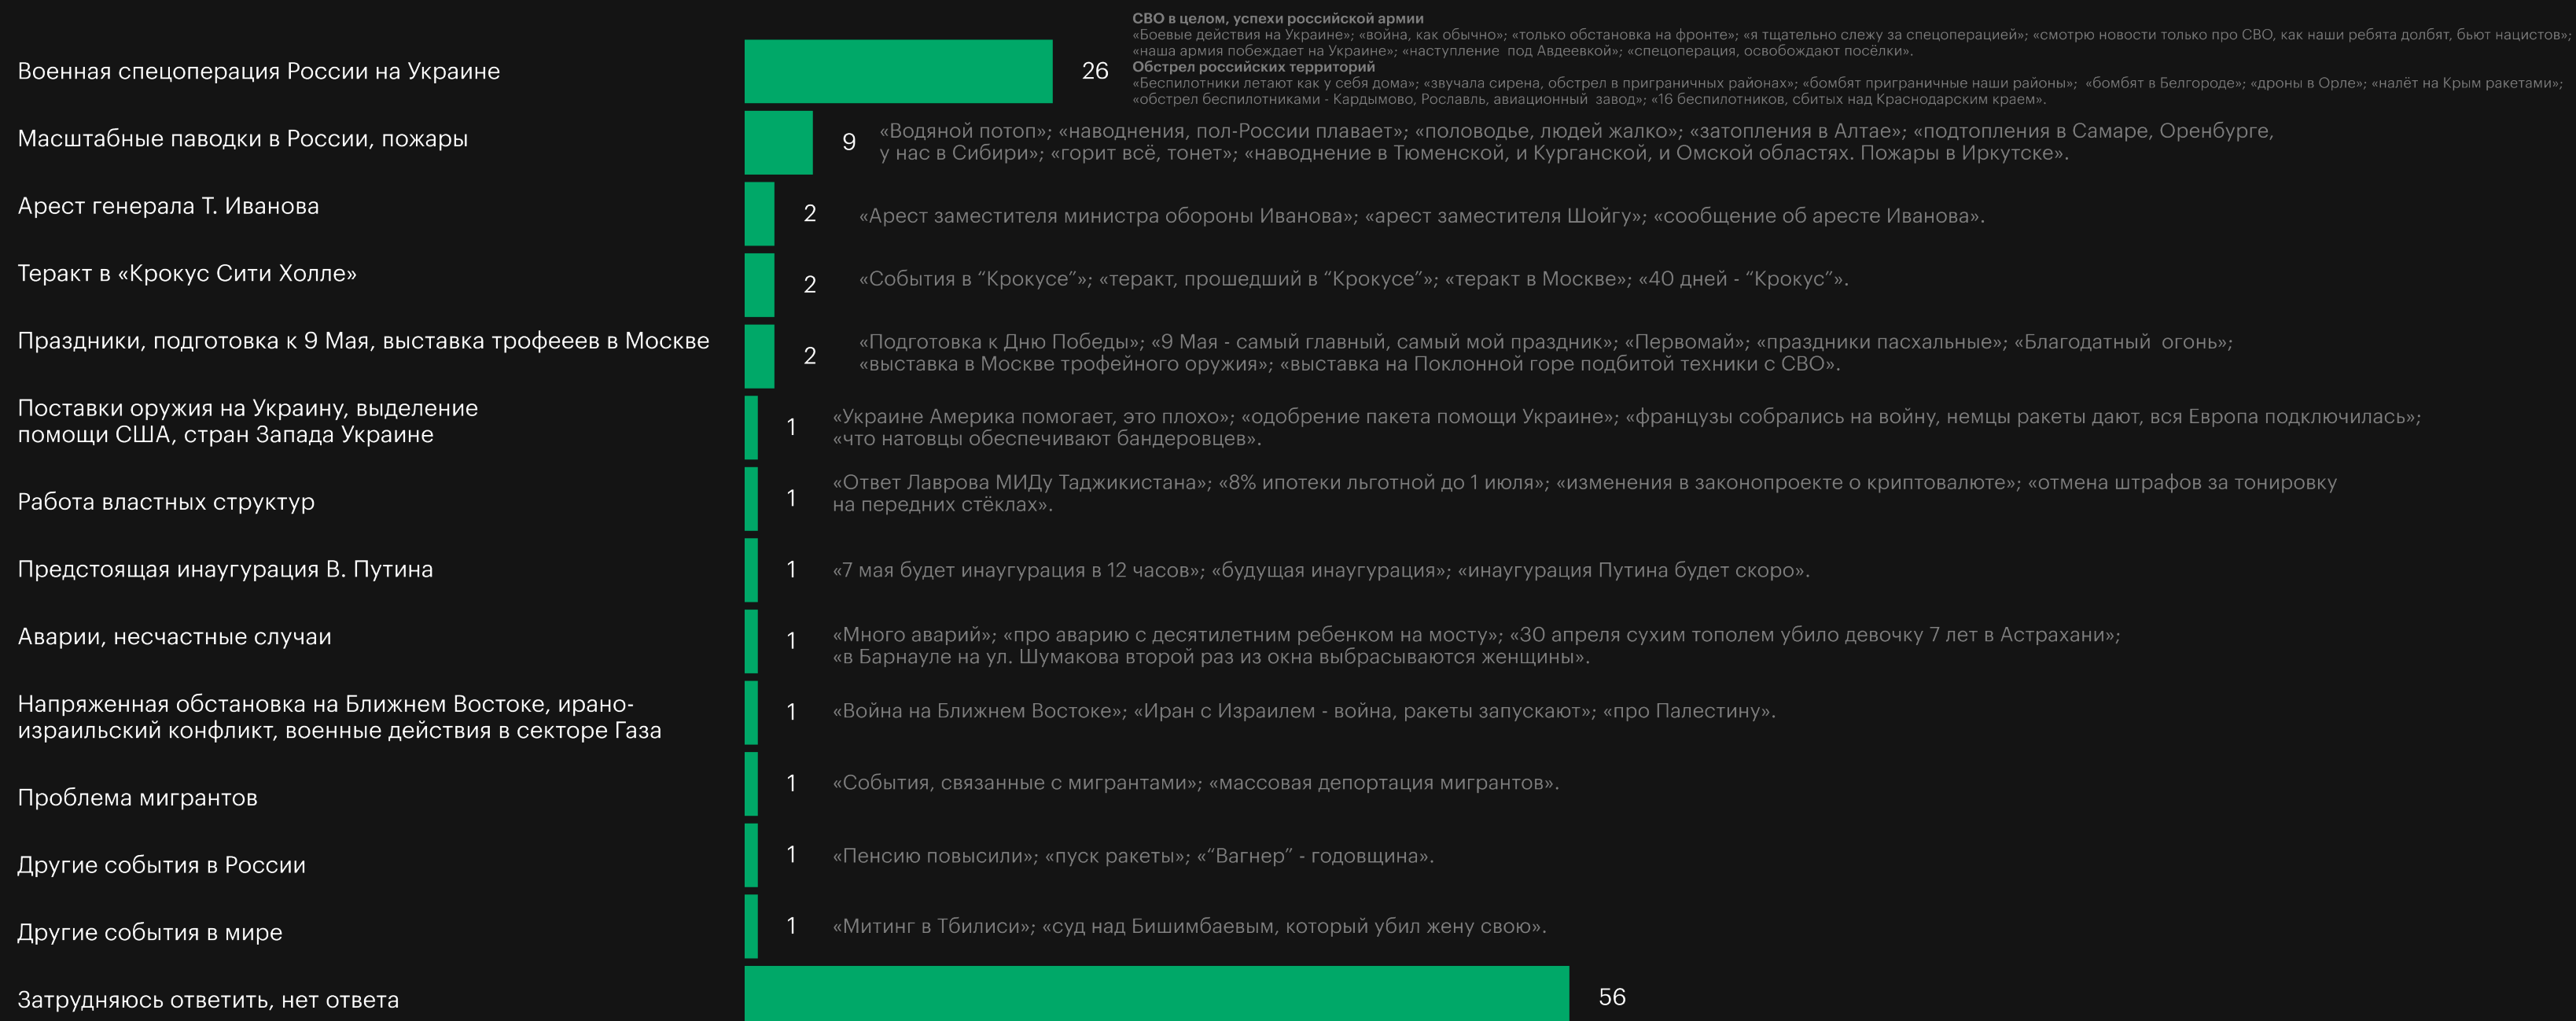 СВО в целом, успехи российской армии
«Боевые действия на Украине»; «война, как обычно»; «только обстановка на фронте»; «я тщательно слежу за спецоперацией»; «смотрю новости только про СВО, как наши ребята долбят, бьют нацистов»;
«наша армия побеждает на Украине»; «наступление под Авдеевкой»; «спецоперация, освобождают посёлки».
Военная спецоперация России на Украине
26
Обстрел российских территорий
«Беспилотники летают как у себя дома»; «звучала сирена, обстрел в приграничных районах»; «бомбят приграничные наши районы»; «бомбят в Белгороде»; «дроны в Орле»; «налёт на Крым ракетами»;
«обстрел беспилотниками - Кардымово, Рославль, авиационный завод»; «16 беспилотников, сбитых над Краснодарским краем».
Масштабные паводки в России, пожары
9
«Водяной потоп»; «наводнения, пол-России плавает»; «половодье, людей жалко»; «затопления в Алтае»; «подтопления в Самаре, Оренбурге,
у нас в Сибири»; «горит всё, тонет»; «наводнение в Тюменской, и Курганской, и Омской областях. Пожары в Иркутске».
Арест генерала Т. Иванова
2
«Арест заместителя министра обороны Иванова»; «арест заместителя Шойгу»; «сообщение об аресте Иванова».
Теракт в «Крокус Сити Холле»
2
«События в “Крокусе”»; «теракт, прошедший в “Крокусе”»; «теракт в Москве»; «40 дней - “Крокус”».
Праздники, подготовка к 9 Мая, выставка трофееев в Москве
2
«Подготовка к Дню Победы»; «9 Мая - самый главный, самый мой праздник»; «Первомай»; «праздники пасхальные»; «Благодатный огонь»;
«выставка в Москве трофейного оружия»; «выставка на Поклонной горе подбитой техники с СВО».
Поставки оружия на Украину, выделение
помощи США, стран Запада Украине
1
«Украине Америка помогает, это плохо»; «одобрение пакета помощи Украине»; «французы собрались на войну, немцы ракеты дают, вся Европа подключилась»;
«что натовцы обеспечивают бандеровцев».
Работа властных структур
1
«Ответ Лаврова МИДу Таджикистана»; «8% ипотеки льготной до 1 июля»; «изменения в законопроекте о криптовалюте»; «отмена штрафов за тонировку
на передних стёклах».
Предстоящая инаугурация В. Путина
1
«7 мая будет инаугурация в 12 часов»; «будущая инаугурация»; «инаугурация Путина будет скоро».
Аварии, несчастные случаи
1
«Много аварий»; «про аварию с десятилетним ребенком на мосту»; «30 апреля сухим тополем убило девочку 7 лет в Астрахани»;
«в Барнауле на ул. Шумакова второй раз из окна выбрасываются женщины».
Напряженная обстановка на Ближнем Востоке, ирано-
израильский конфликт, военные действия в секторе Газа
1
«Война на Ближнем Востоке»; «Иран с Израилем - война, ракеты запускают»; «про Палестину».
Проблема мигрантов
1
«События, связанные с мигрантами»; «массовая депортация мигрантов».
Другие события в России
1
«Пенсию повысили»; «пуск ракеты»; «“Вагнер” - годовщина».
Другие события в мире
1
«Митинг в Тбилиси»; «суд над Бишимбаевым, который убил жену свою».
Затрудняюсь ответить, нет ответа
56